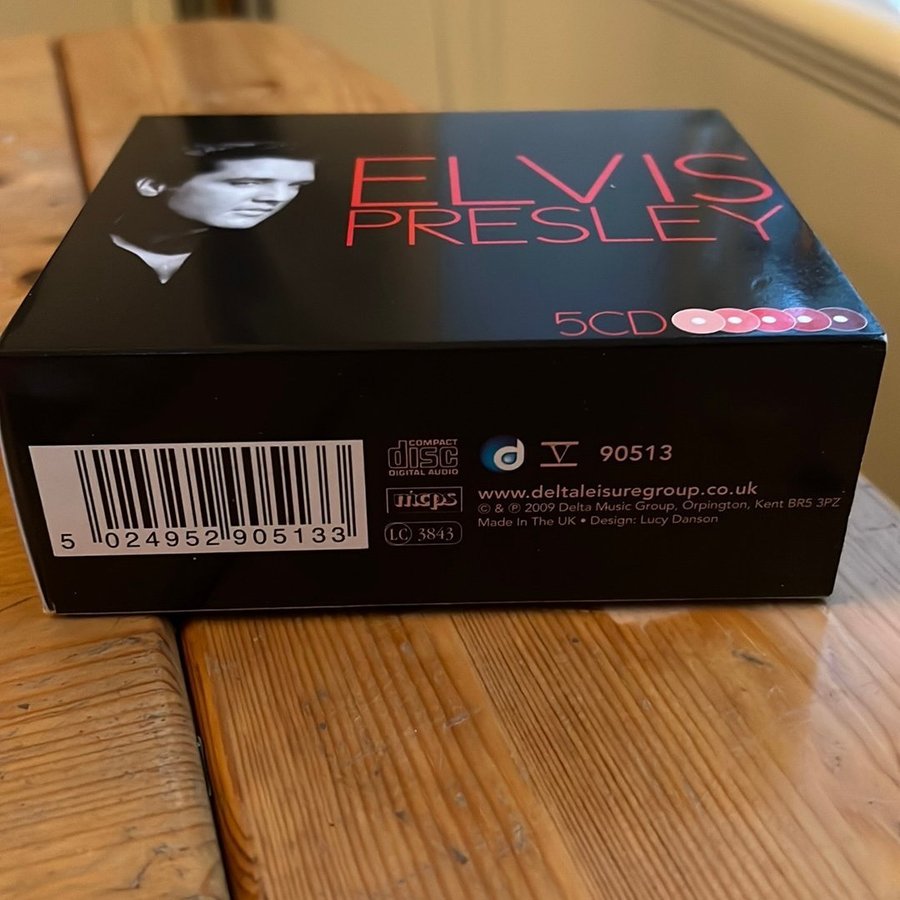 ELVIS
PRESLEY
5CD
COMPACT
disc
DIGITAL AUDIO
d
V
90513
mcps
LC 3843
www.deltaleisuregroup.co.uk
© & ℗ 2009 Delta Music Group, Orpington, Kent BR5 3PZ
Made In The UK • Design: Lucy Danson
5 024952 905133